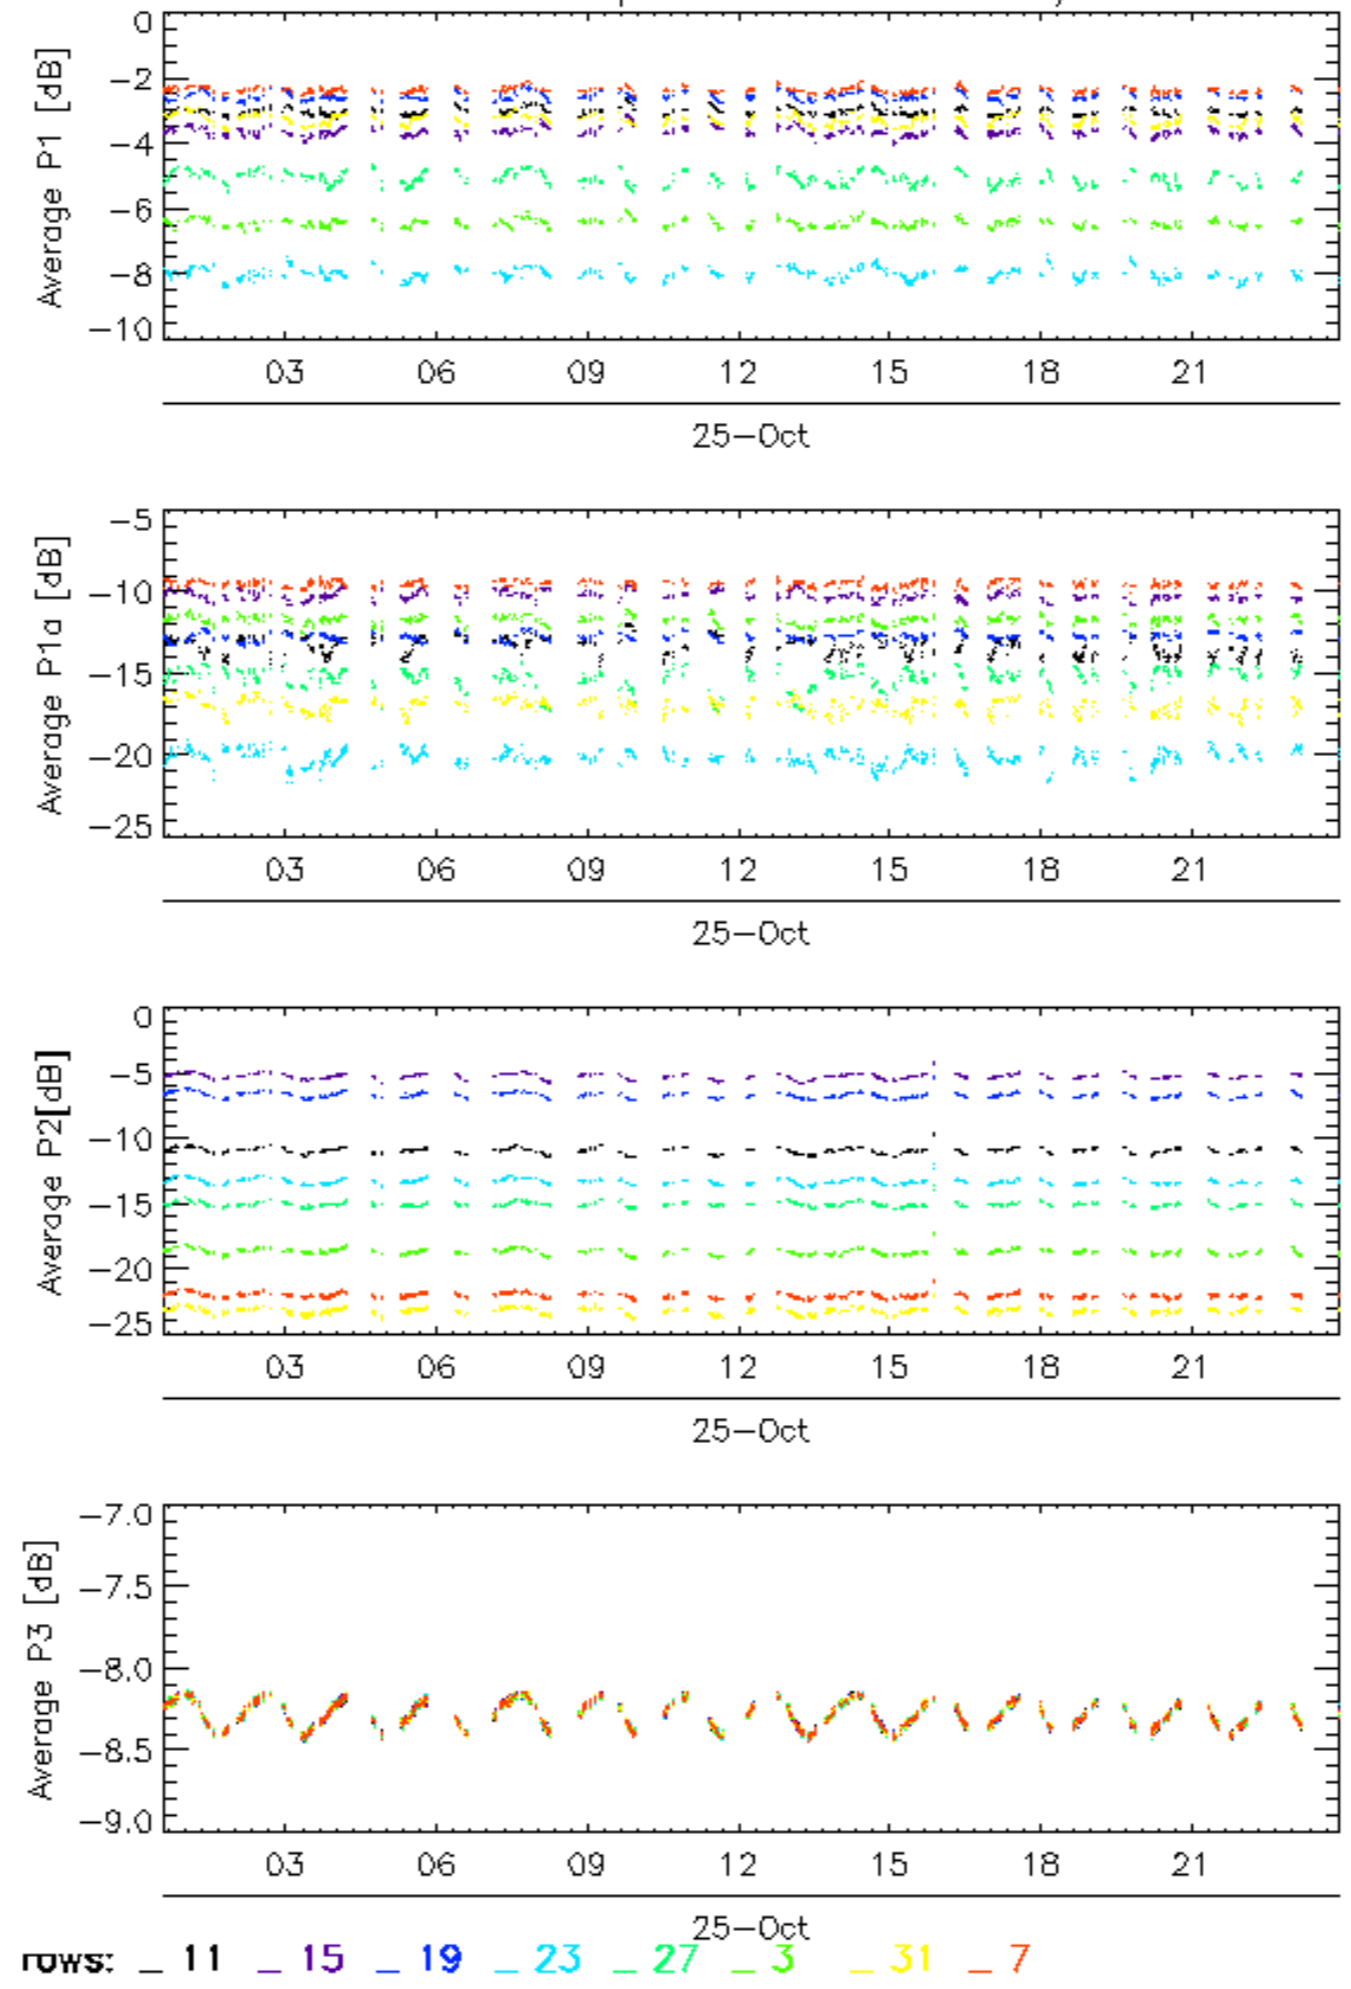 0
−2
−4
−6
−8
−10
Average P1 [dB]
03 06 09 12 15 18 21
25−Oct
−5
−10
−15
−20
−25
Average P1a [dB]
03 06 09 12 15 18 21
25−Oct
0
−5
−10
−15
−20
−25
Average P2[dB]
03 06 09 12 15 18 21
25−Oct
−7.0
−7.5
−8.0
−8.5
−9.0
Average P3 [dB]
03 06 09 12 15 18 21
25−Oct
rows: _ 11 _ 15 _ 19 _ 23 _ 27 _ 3 _ 31 _ 7